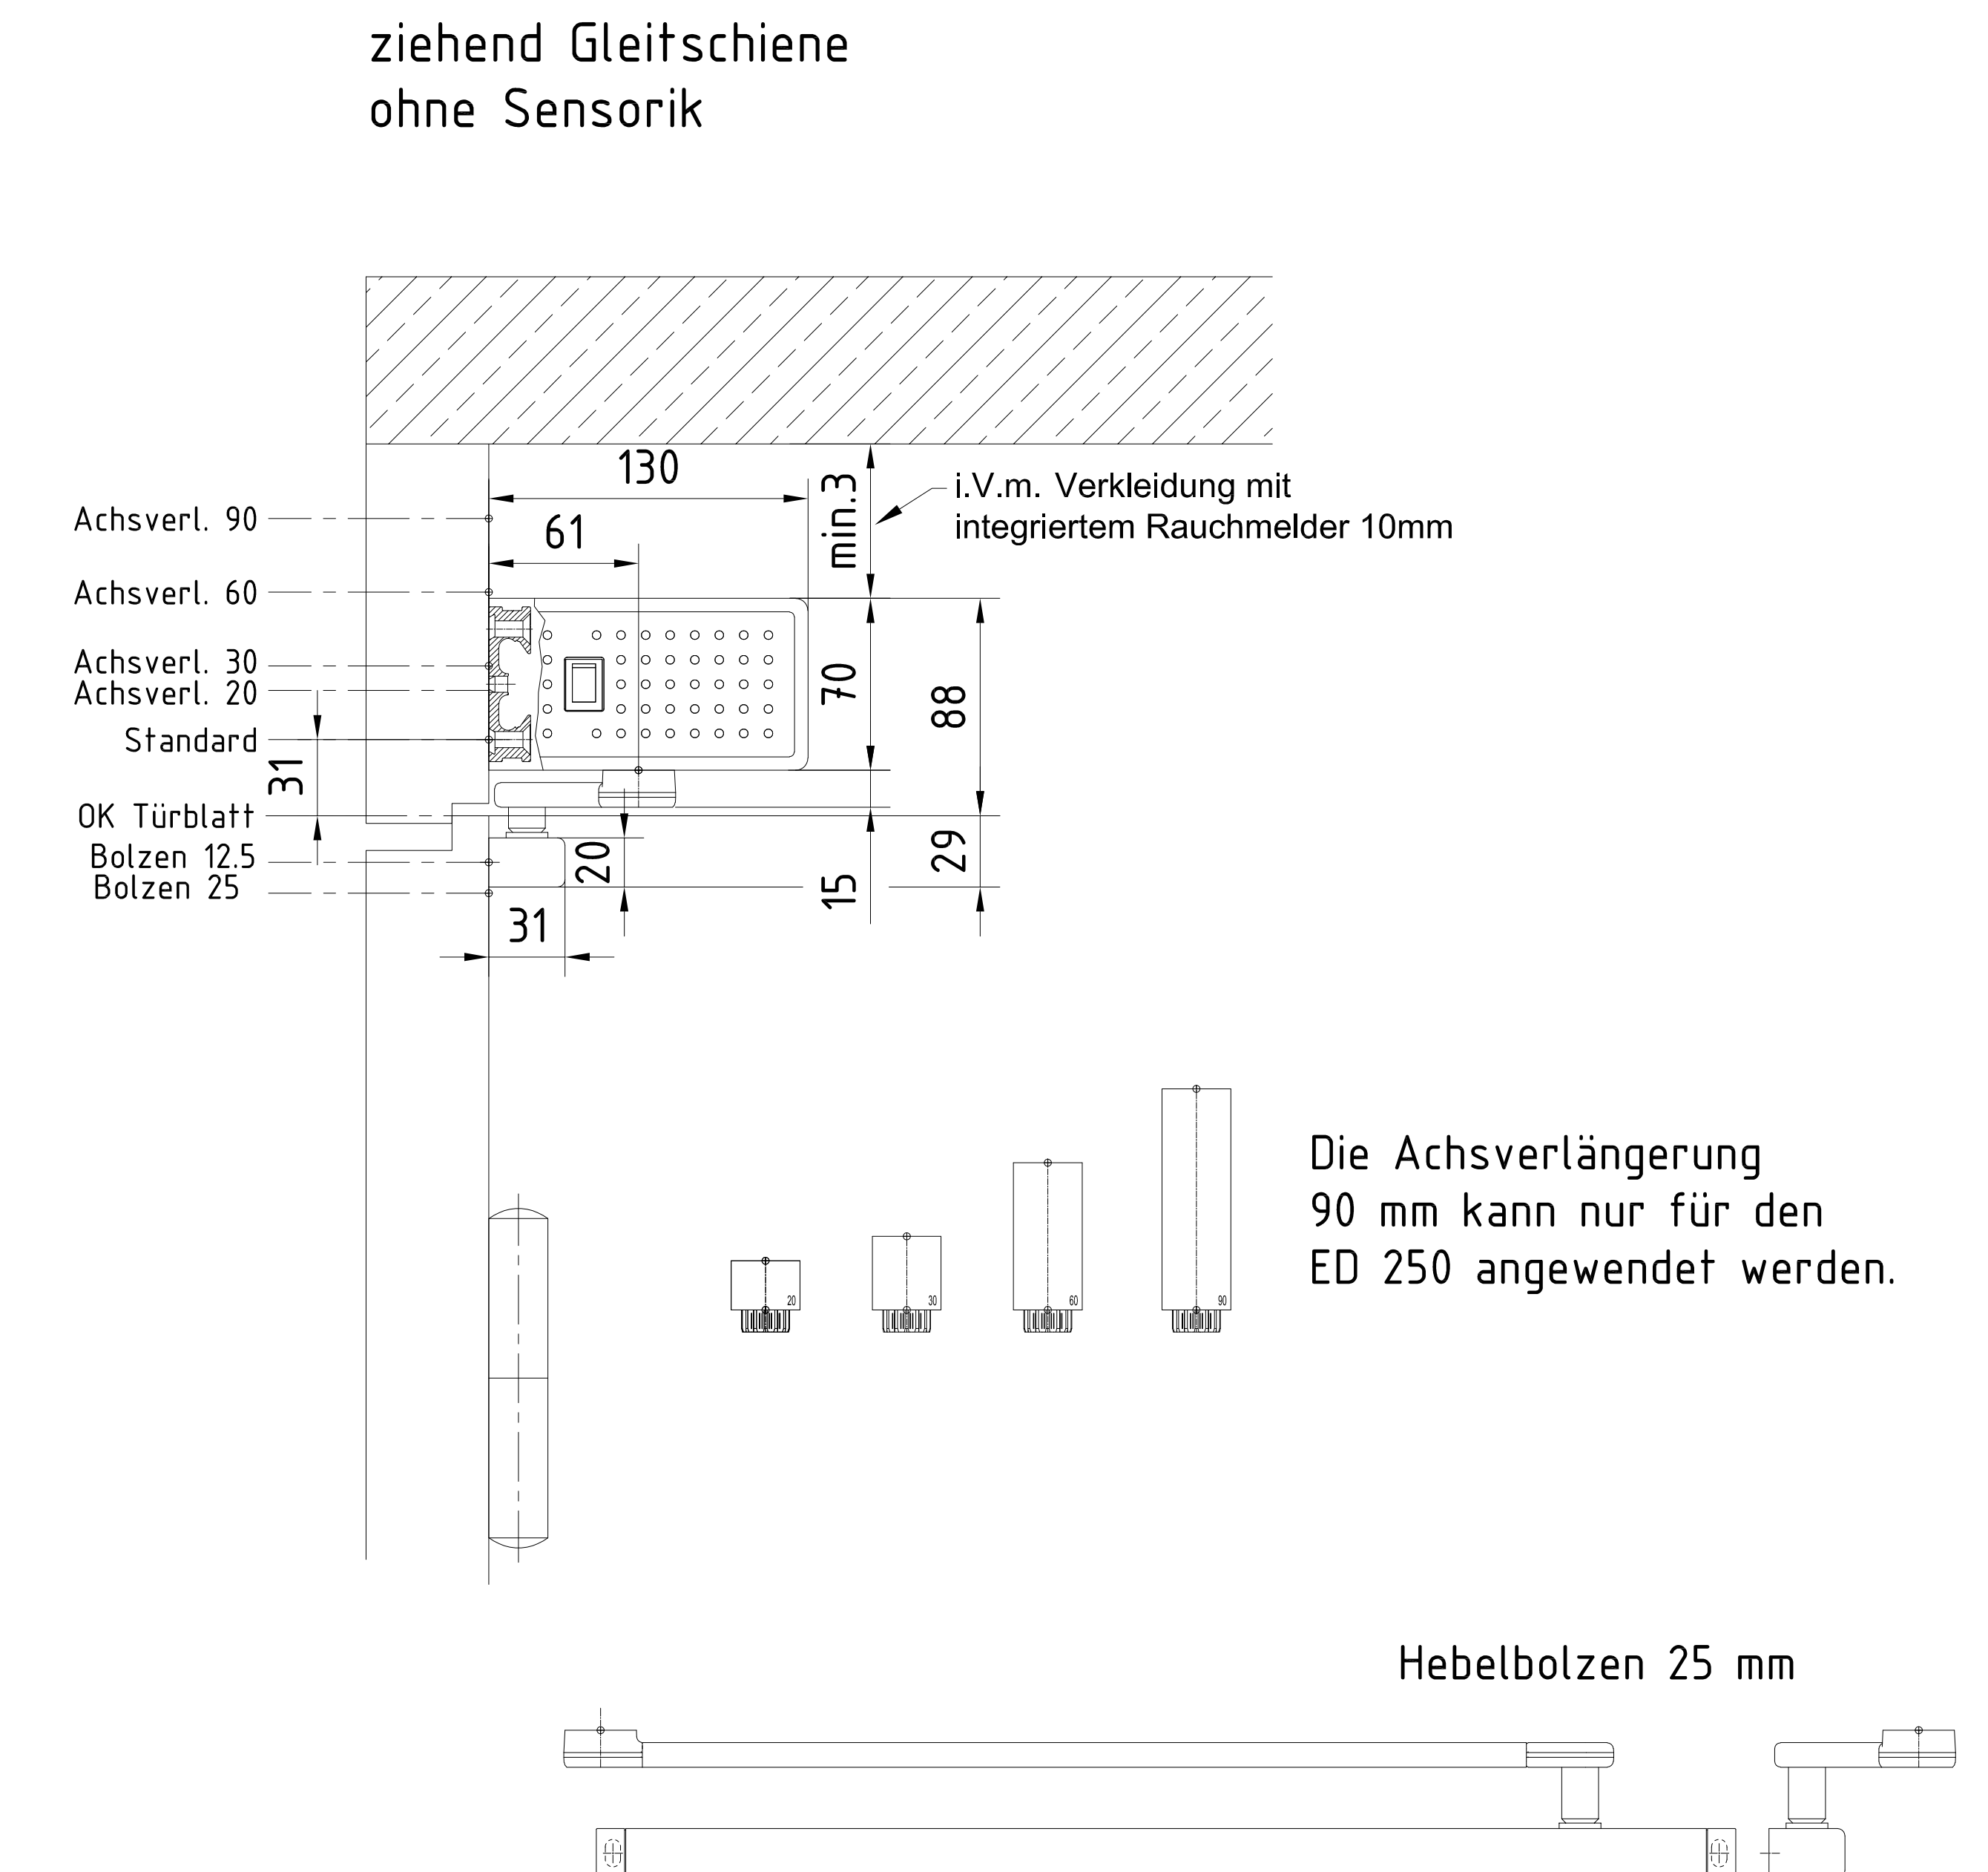 ziehend Gleitschiene
ohne Sensorik
130
min.3
i.V.m. Verkleidung mit
integriertem Rauchmelder 10mm
61
Achsverl. 90
Achsverl. 60
Achsverl. 30
Achsverl. 20
Standard
31
OK Türblatt
Bolzen 12.5
Bolzen 25
70
88
20
15
29
31
Die Achsverlängerung
90 mm kann nur für den
ED 250 angewendet werden.
20
30
60
90
Hebelbolzen 25 mm